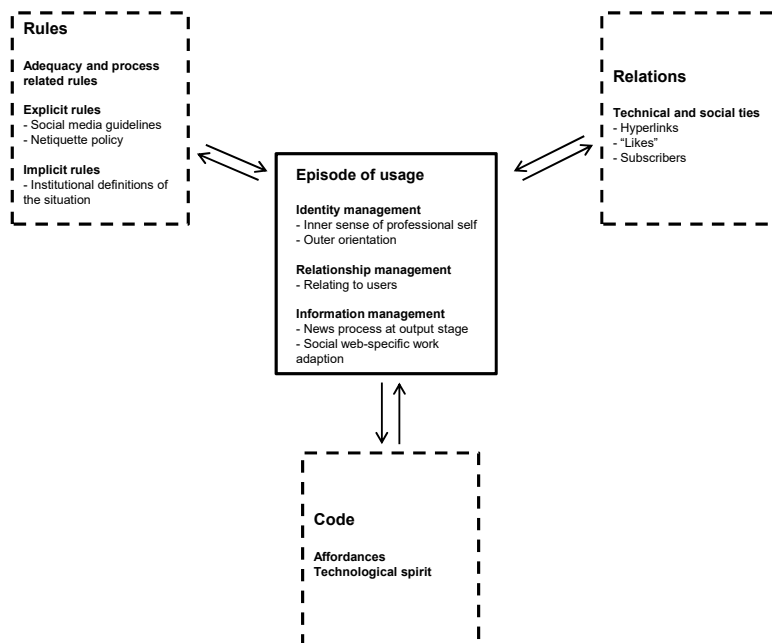 Rules
Adequacy and process
related rules
Explicit rules
- Social media guidelines
- Netiquette policy
Implicit rules
- Institutional definitions of
the situation
Episode of usage
Identity management
- Inner sense of professional self
- Outer orientation
Relationship management
- Relating to users
Information management
- News process at output stage
- Social web-specific work
adaption
Relations
Technical and social ties
- Hyperlinks
- “Likes”
- Subscribers
Code
Affordances
Technological spirit